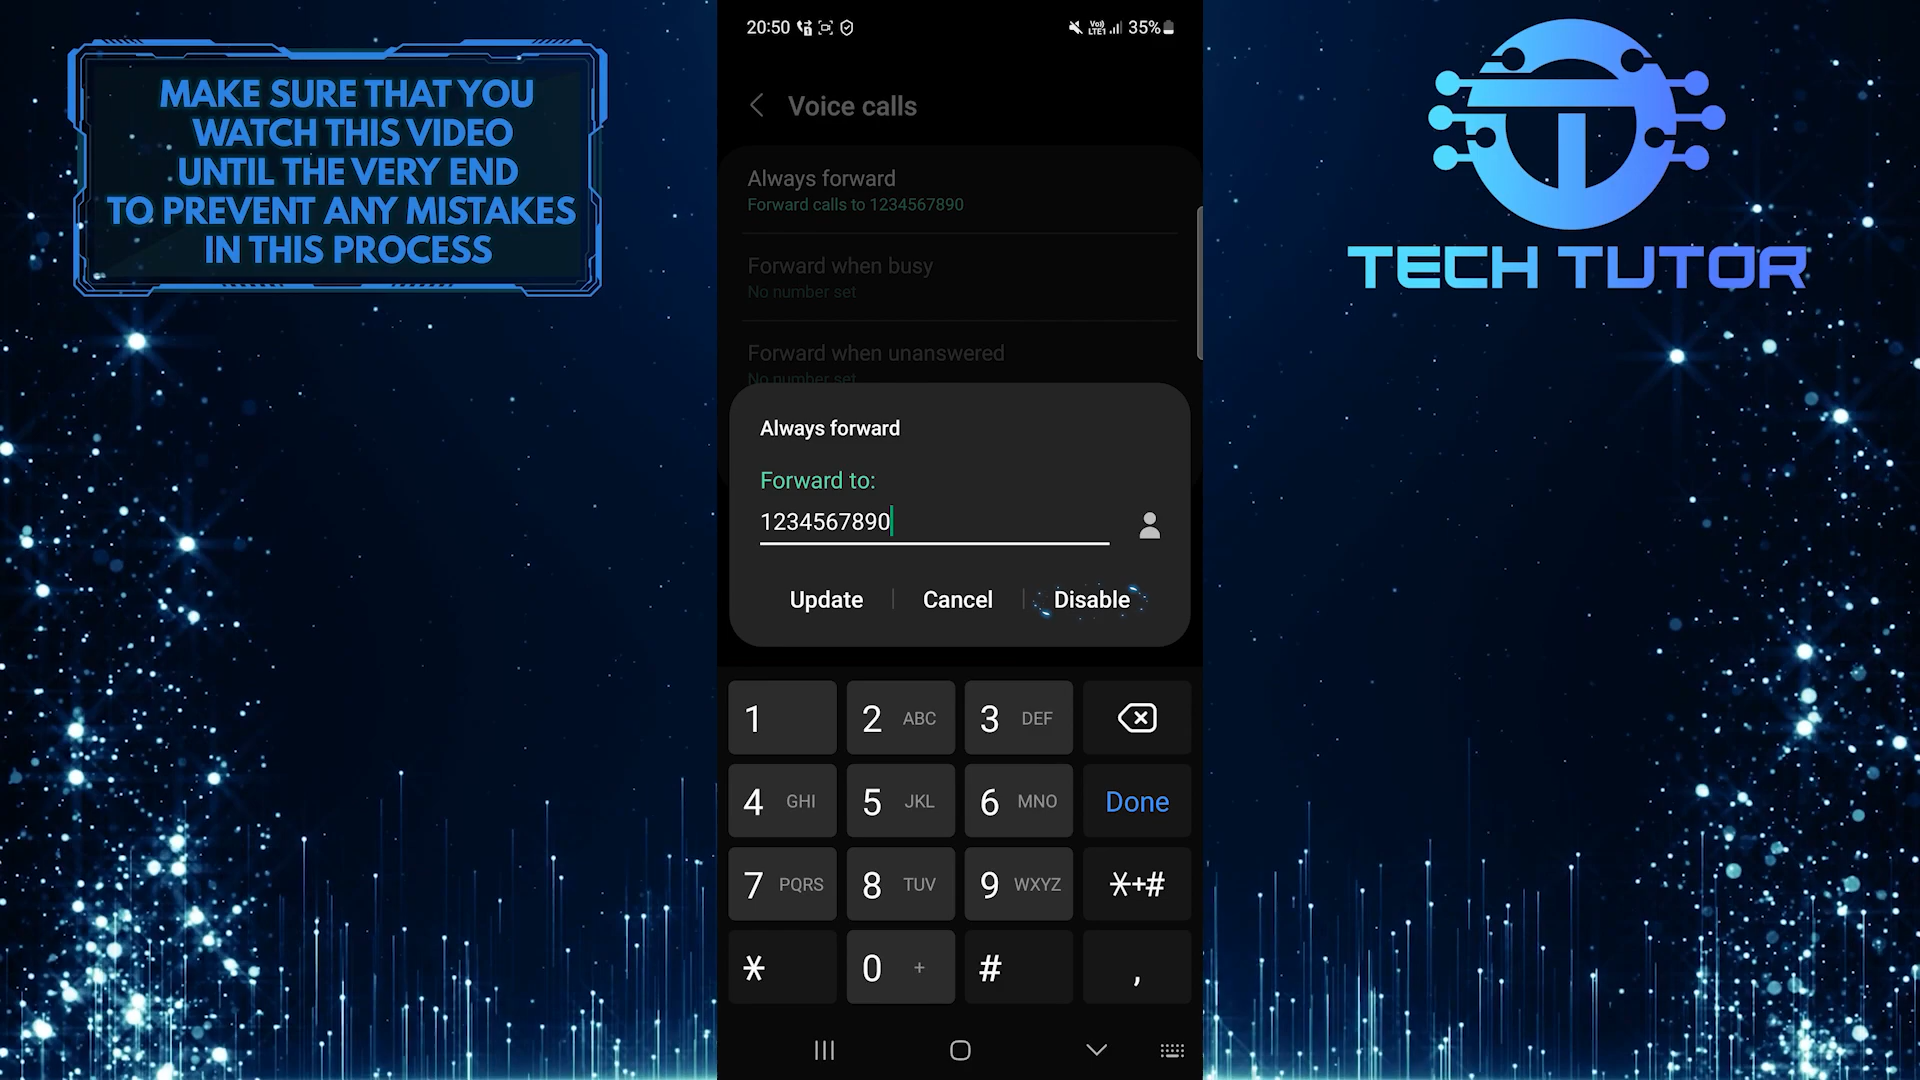 MAKE SURE THAT YOU
WATCH THIS VIDEO
UNTIL THE VERY END
TO PREVENT ANY MISTAKES
IN THIS PROCESS
20:50
Vo)) LTE1 35%
Voice calls
Always forward
Forward calls to 1234567890
Forward when busy
No number set
Forward when unanswered
No number set
Always forward
Forward to:
1234567890
Update Cancel Disable
1 2 ABC 3 DEF
4 GHI 5 JKL 6 MNO Done
7 PQRS 8 TUV 9 WXYZ *+#
* 0 + # ,
TECH TUTOR